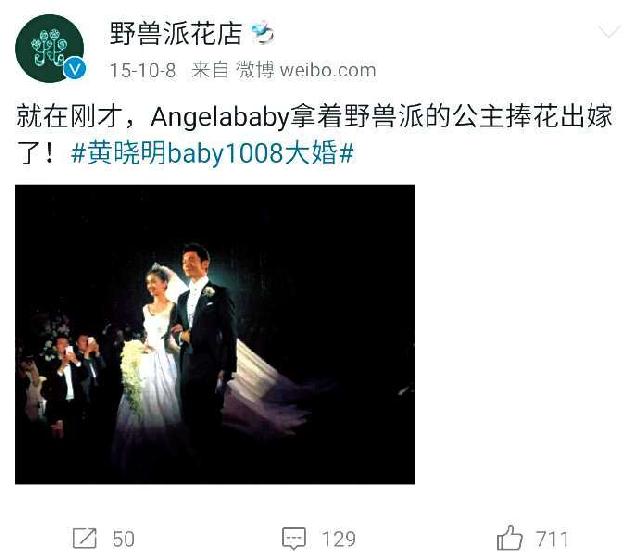 野兽派花店
15-10-8 来自 微博 weibo.com
就在刚才，Angelababy拿着野兽派的公主捧花出嫁
了！#黄晓明baby1008大婚#
50 129 711